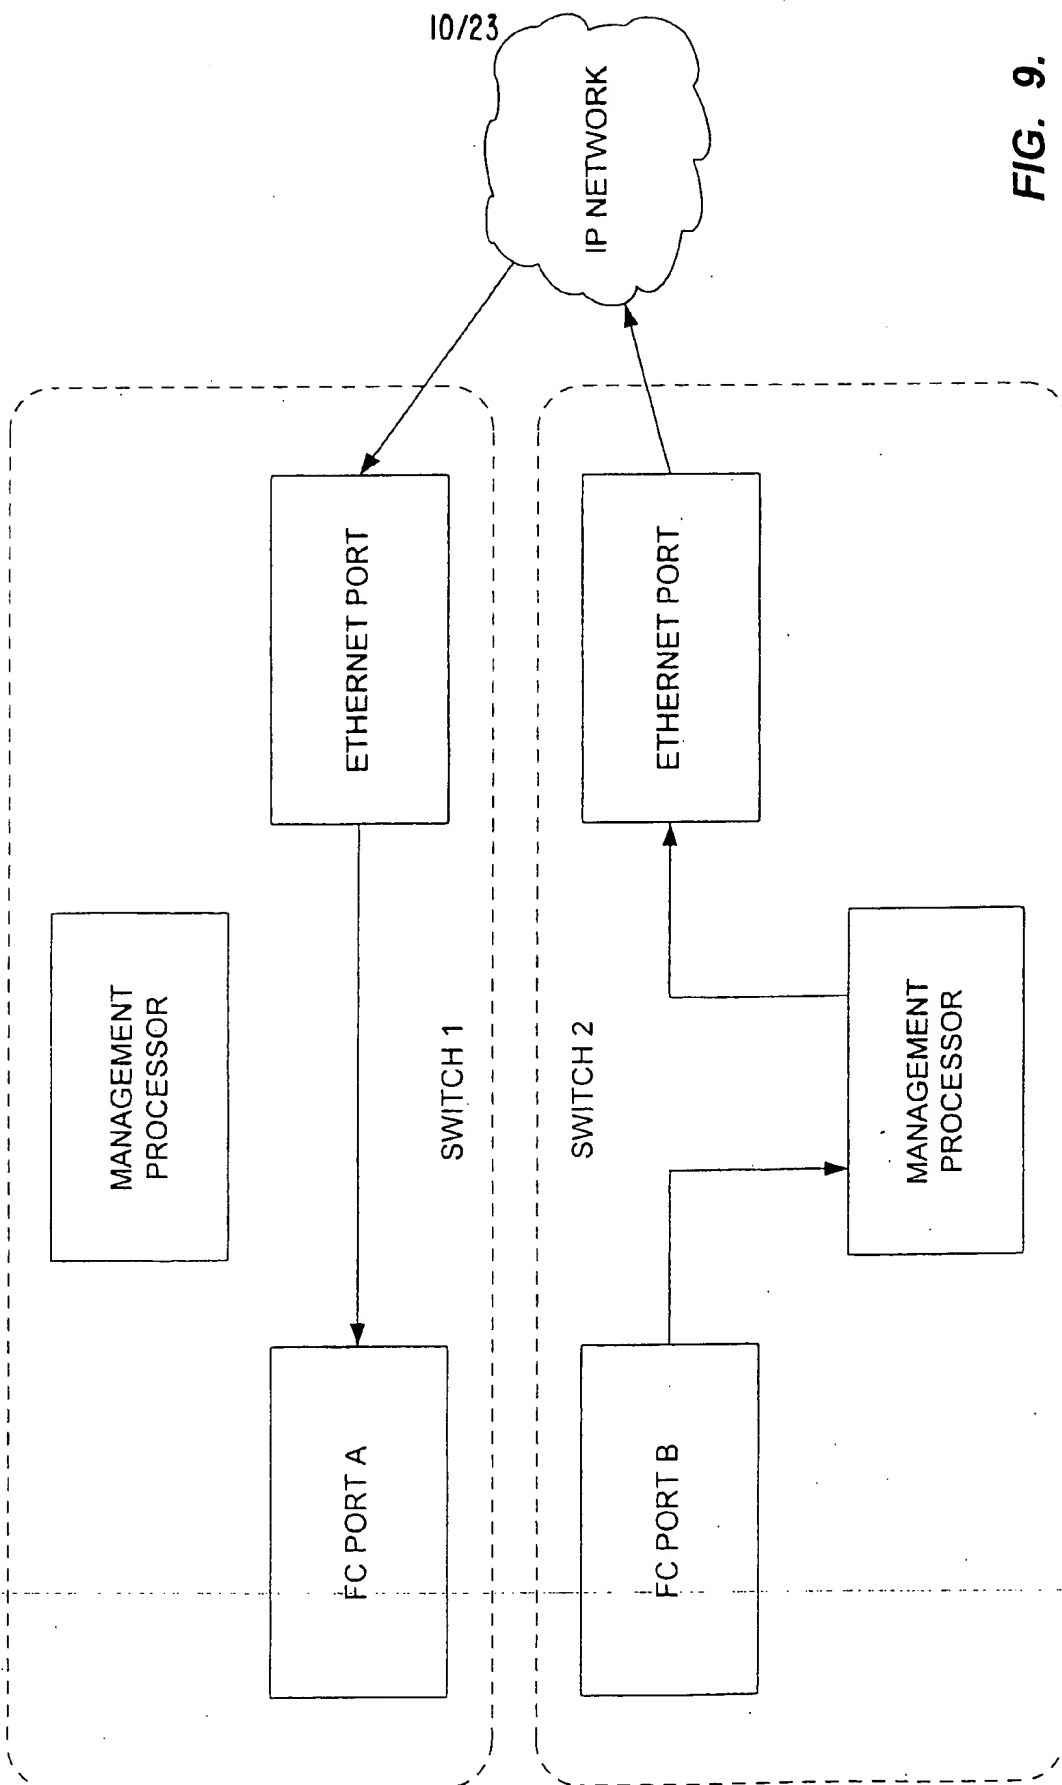 10/23
MANAGEMENT
PROCESSOR
FC PORT A
ETHERNET PORT
SWITCH 1
IP NETWORK
SWITCH 2
FC PORT B
ETHERNET PORT
MANAGEMENT
PROCESSOR
FIG. 9.